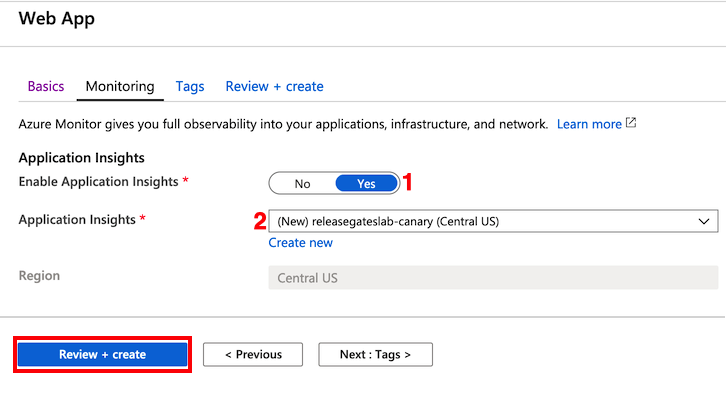 Web App
Basics Monitoring Tags Review + create
Azure Monitor gives you full observability into your applications, infrastructure, and network. Learn more
Application Insights
Enable Application Insights * No Yes 1
Application Insights * 2 (New) releasegateslab-canary (Central US)
Create new
Region Central US
Review + create < Previous Next : Tags >